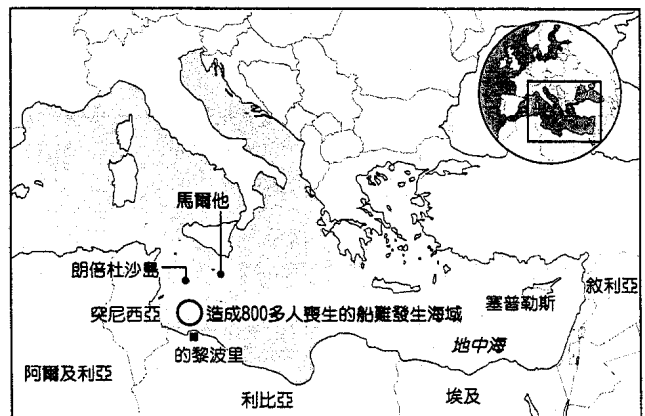 馬爾他
朗倍杜沙島
敘利亞
塞普勒斯
突尼西亞
造成800多人喪生的船難發生海域
地中海
的黎波里
阿爾及利亞
利比亞
埃及